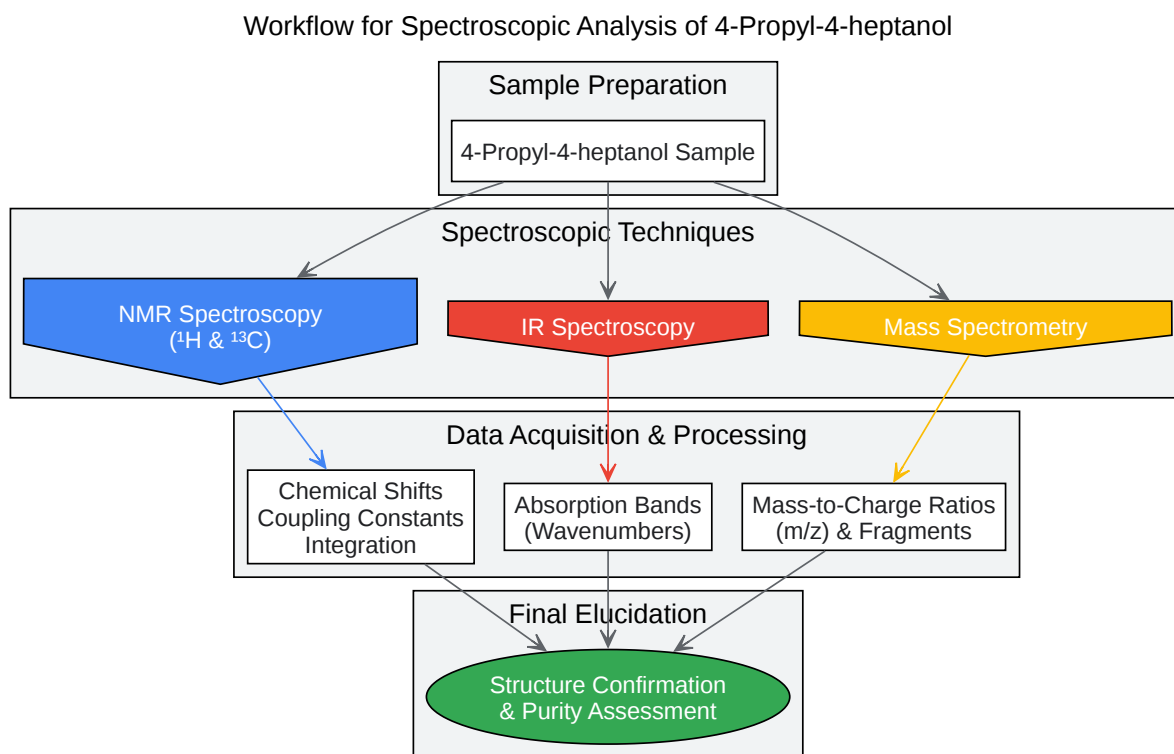 Workflow for Spectroscopic Analysis of 4-Propyl-4-heptanol
Sample Preparation
4-Propyl-4-heptanol Sample
Spectroscopic Techniques
NMR Spectroscopy
(¹H & ¹³C)
IR Spectroscopy
Mass Spectrometry
Data Acquisition & Processing
Chemical Shifts
Coupling Constants
Integration
Absorption Bands
(Wavenumbers)
Mass-to-Charge Ratios
(m/z) & Fragments
Final Elucidation
Structure Confirmation
& Purity Assessment